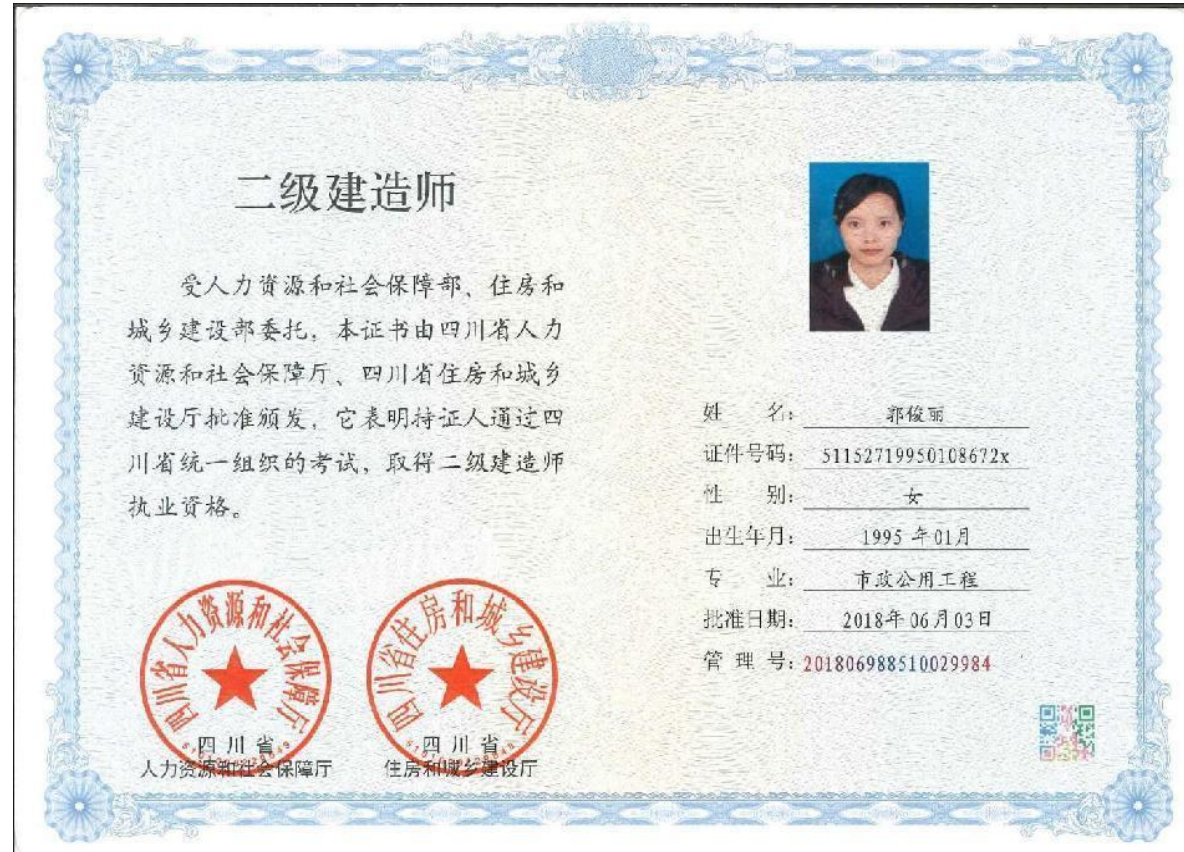 二级建造师
受人力资源和社会保障部、住房和
城乡建设部委托，本证书由四川省人力
资源和社会保障厅、四川省住房和城乡
建设厅批准颁发，它表明持证人通过四
川省统一组织的考试，取得二级建造师
执业资格。
四川省人力资源和社会保障厅
四川省
人力资源和社会保障厅
四川省住房和城乡建设厅
四川省
住房和城乡建设厅
姓 名： 郭俊丽
证件号码： 51152719950108672x
性 别： 女
出生年月： 1995 年01月
专 业： 市政公用工程
批准日期： 2018年06月03日
管 理 号：201806988510029984